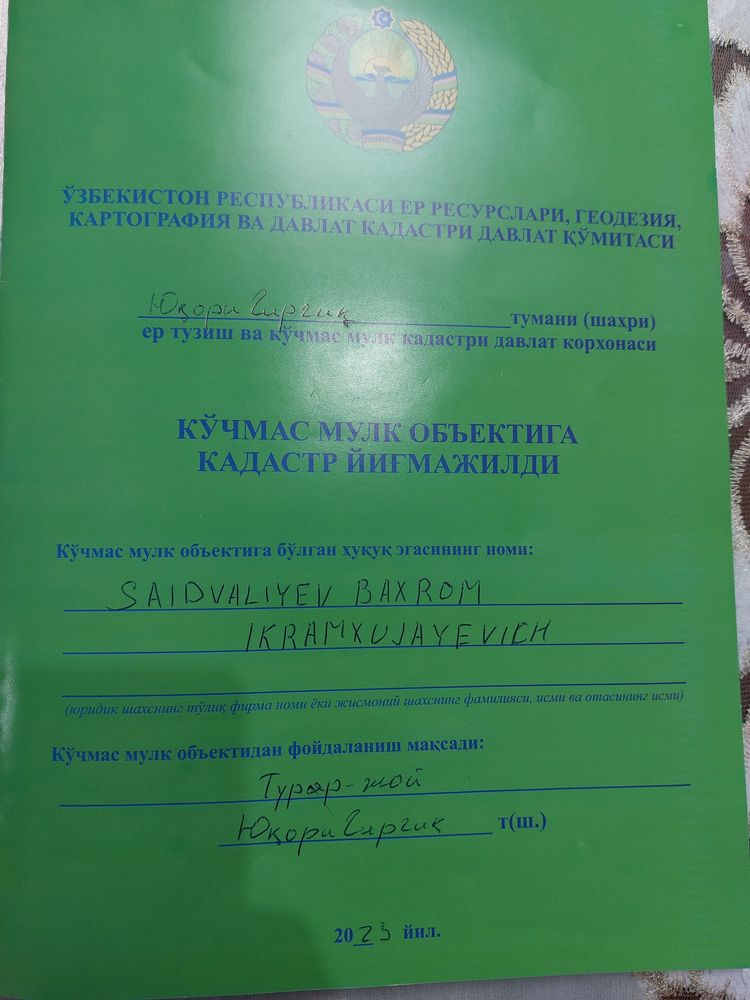 ЎЗБЕКИСТОН
ЎЗБЕКИСТОН РЕСПУБЛИКАСИ ЕР РЕСУРСЛАРИ, ГЕОДЕЗИЯ,
КАРТОГРАФИЯ ВА ДАВЛАТ КАДАСТРИ ДАВЛАТ ҚЎМИТАСИ
Юқори Чирчиқ тумани (шаҳри)
ер тузиш ва кўчмас мулк кадастри давлат корхонаси
КЎЧМАС МУЛК ОБЪЕКТИГА
КАДАСТР ЙИҒМАЖИЛДИ
Кўчмас мулк объектига бўлган ҳуқуқ эгасининг номи:
SAIDVALIYEV BAXROM
IKRAMXUJAYEVICH
(юридик шахснинг тўлиқ фирма номи ёки жисмоний шахснинг фамилияси, исми ва отасининг исми)
Кўчмас мулк объектидан фойдаланиш мақсади:
Турар-жой
Юқори Чирчиқ т(ш.)
2023 йил.